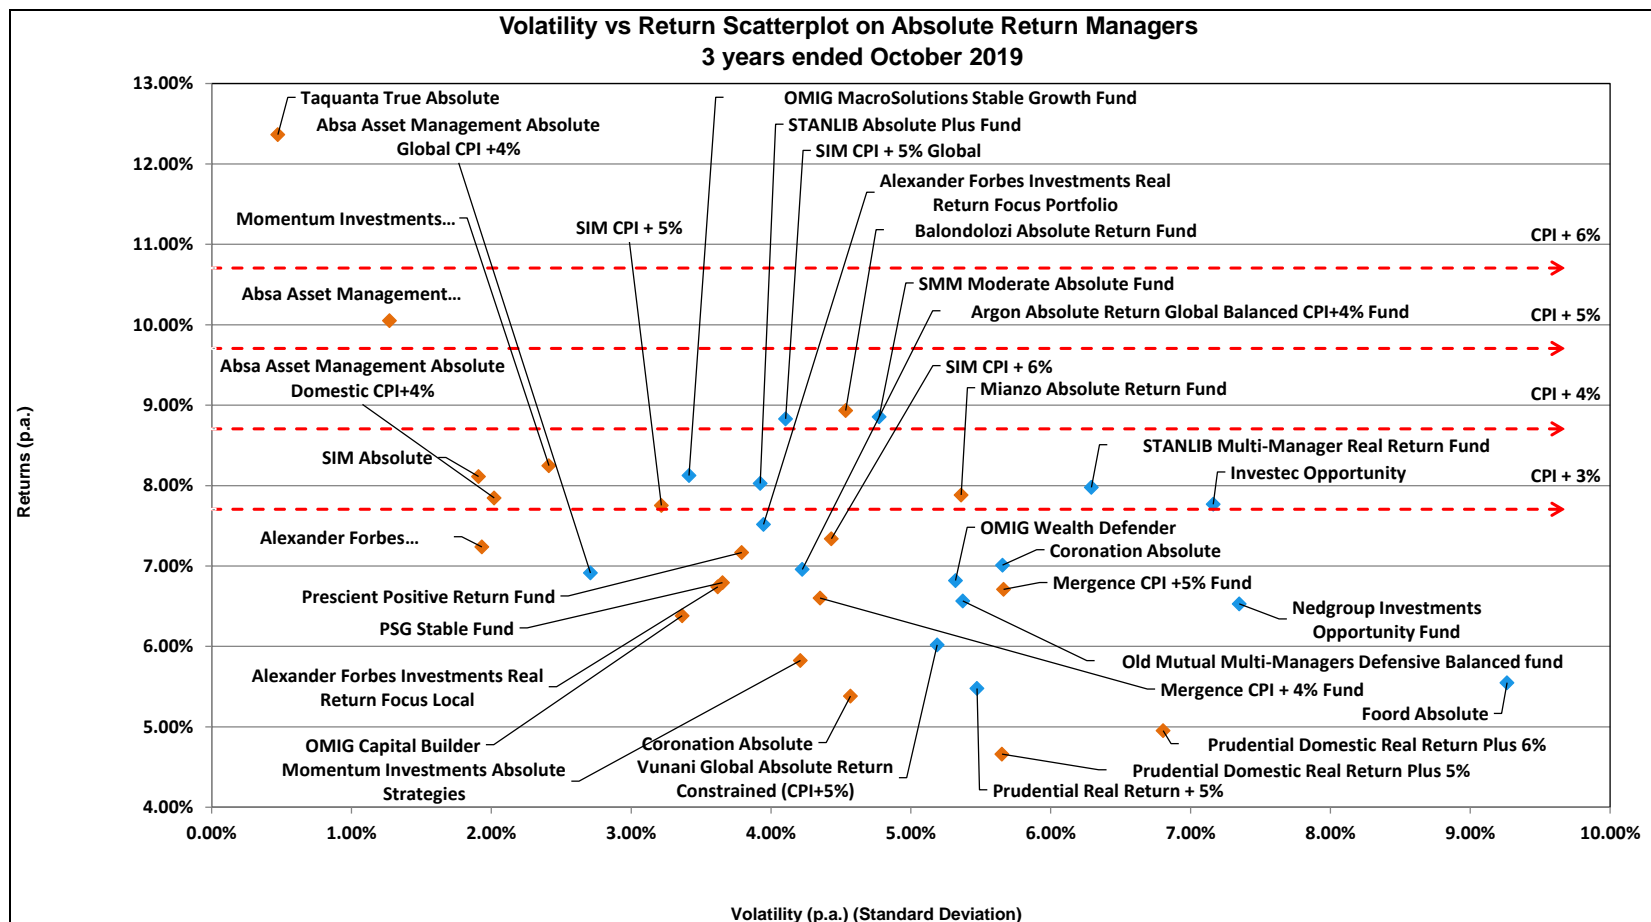 Volatility vs Return Scatterplot on Absolute Return Managers
3 years ended October 2019
Returns (p.a.)
13.00%
12.00%
11.00%
10.00%
9.00%
8.00%
7.00%
6.00%
5.00%
4.00%
Taquanta True Absolute
Absa Asset Management Absolute
Global CPI +4%
Momentum Investments...
SIM CPI + 5%
OMIG MacroSolutions Stable Growth Fund
STANLIB Absolute Plus Fund
SIM CPI + 5% Global
Alexander Forbes Investments Real
Return Focus Portfolio
Balondolozi Absolute Return Fund
CPI + 6%
Absa Asset Management...
SMM Moderate Absolute Fund
Argon Absolute Return Global Balanced CPI+4% Fund
CPI + 5%
Absa Asset Management Absolute
Domestic CPI+4%
SIM CPI + 6%
Mianzo Absolute Return Fund
CPI + 4%
SIM Absolute
STANLIB Multi-Manager Real Return Fund
Investec Opportunity
CPI + 3%
Alexander Forbes...
OMIG Wealth Defender
Coronation Absolute
Prescient Positive Return Fund
Mergence CPI +5% Fund
PSG Stable Fund
Nedgroup Investments
Opportunity Fund
Alexander Forbes Investments Real
Return Focus Local
Old Mutual Multi-Managers Defensive Balanced fund
Mergence CPI + 4% Fund
Foord Absolute
OMIG Capital Builder
Momentum Investments Absolute
Strategies
Coronation Absolute
Vunani Global Absolute Return
Constrained (CPI+5%)
Prudential Domestic Real Return Plus 6%
Prudential Domestic Real Return Plus 5%
Prudential Real Return + 5%
0.00%
1.00%
2.00%
3.00%
4.00%
5.00%
6.00%
7.00%
8.00%
9.00%
10.00%
Volatility (p.a.) (Standard Deviation)